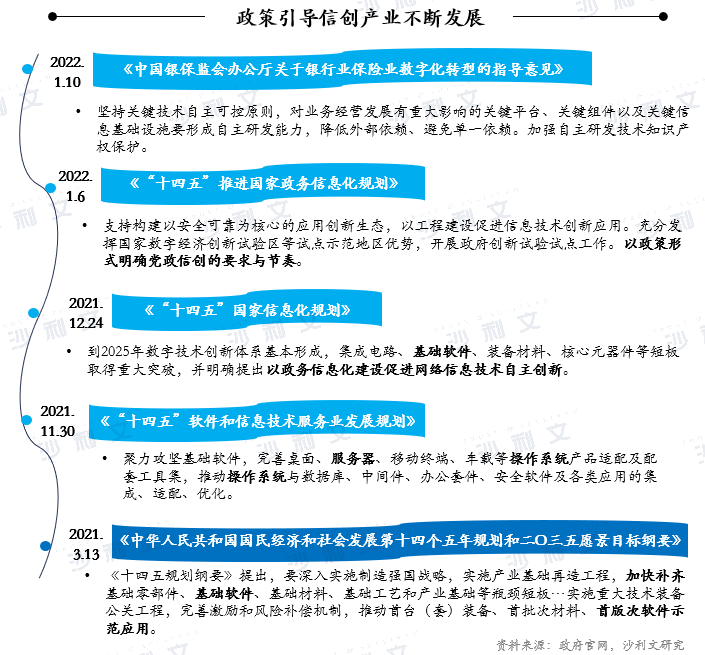 政策引导信创产业不断发展
2022.
1.10
《中国银保监会办公厅关于银行业保险业数字化转型的指导意见》
• 坚持关键技术自主可控原则，对业务经营发展有重大影响的关键平台、关键组件以及关键信
息基础设施要形成自主研发能力，降低外部依赖、避免单一依赖。加强自主研发技术知识产
权保护。
2022.
1.6
《“十四五”推进国家政务信息化规划》
• 支持构建以安全可靠为核心的应用创新生态，以工程建设促进信息技术创新应用。充分发
挥国家数字经济创新试验区等试点示范地区优势，开展政府创新试验试点工作。以政策形
式明确党政信创的要求与节奏。
2021.
12.24
《“十四五”国家信息化规划》
• 到2025年数字技术创新体系基本形成，集成电路、基础软件、装备材料、核心元器件等短板
取得重大突破，并明确提出以政务信息化建设促进网络信息技术自主创新。
2021.
11.30
《“十四五”软件和信息技术服务业发展规划》
• 聚力攻坚基础软件，完善桌面、服务器、移动终端、车载等操作系统产品适配及配
套工具集，推动操作系统与数据库、中间件、办公套件、安全软件及各类应用的集
成、适配、优化。
2021.
3.13
《中华人民共和国国民经济和社会发展第十四个五年规划和二〇三五愿景目标纲要》
• 《十四五规划纲要》提出，要深入实施制造强国战略，实施产业基础再造工程，加快补齐
基础零部件、基础软件、基础材料、基础工艺和产业基础等瓶颈短板…实施重大技术装备
公关工程，完善激励和风险补偿机制，推动首台（套）装备、首批次材料、首版次软件示
范应用。
资料来源：政府官网，沙利文研究
沙利文